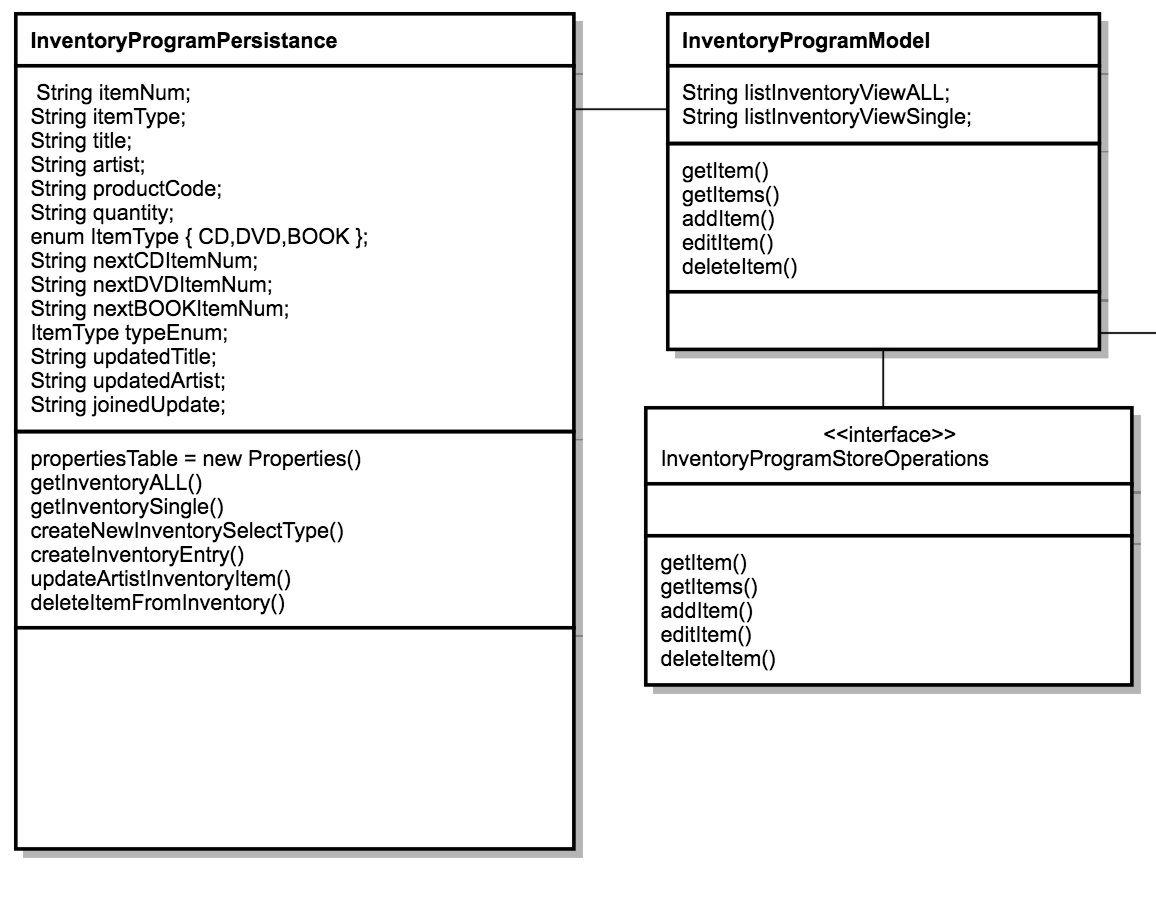 InventoryProgramPersistance
String itemNum;
String itemType;
String title;
String artist;
String productCode;
String quantity;
enum ItemType { CD,DVD,BOOK };
String nextCDItemNum;
String nextDVDItemNum;
String nextBOOKItemNum;
ItemType typeEnum;
String updatedTitle;
String updatedArtist;
String joinedUpdate;
propertiesTable = new Properties()
getInventoryALL()
getInventorySingle()
createNewInventorySelectType()
createInventoryEntry()
updateArtistInventoryItem()
deleteItemFromInventory()
InventoryProgramModel
String listInventoryViewALL;
String listInventoryViewSingle;
getItem()
getItems()
addItem()
editItem()
deleteItem()
<<interface>>
InventoryProgramStoreOperations
getItem()
getItems()
addItem()
editItem()
deleteItem()